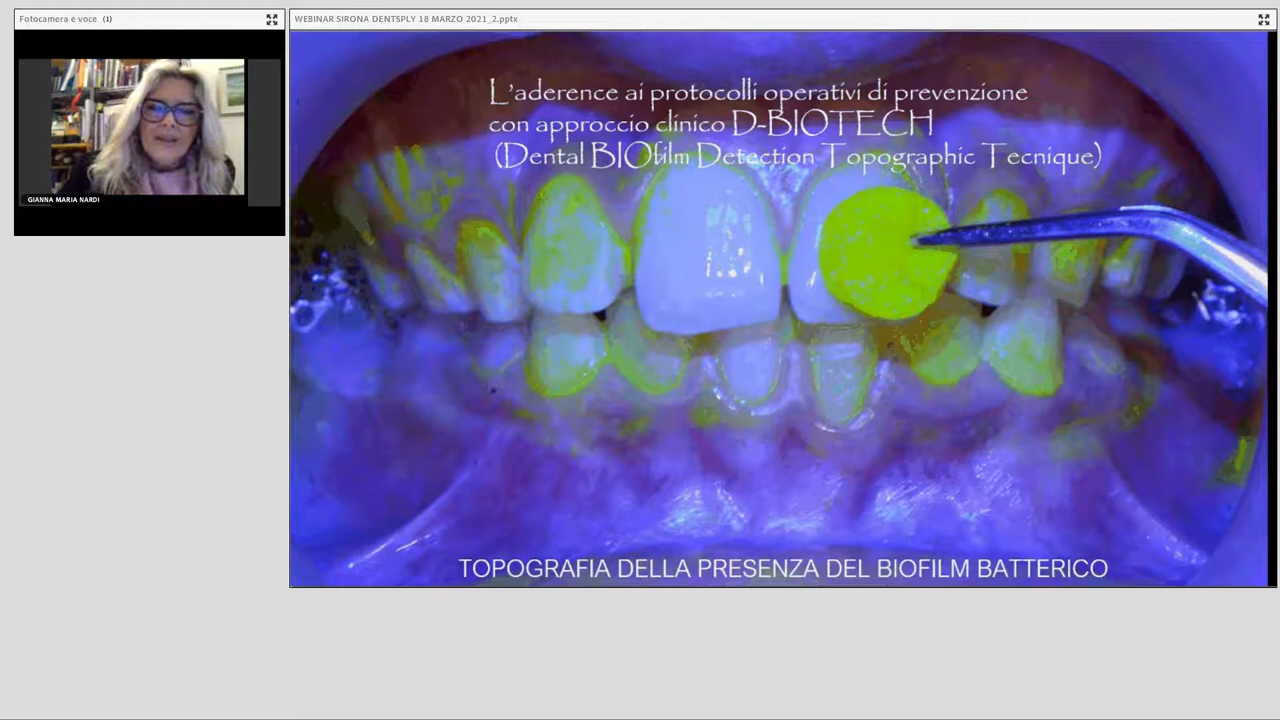 Fotocamera e voce (1)
GIANNA MARIA NARDI
WEBINAR SIRONA DENTSPLY 18 MARZO 2021_2.pptx
L'aderence ai protocolli operativi di prevenzione
con approccio clinico D-BIOTECH
(Dental BIOfilm Detection Topographic Tecnique)
TOPOGRAFIA DELLA PRESENZA DEL BIOFILM BATTERICO